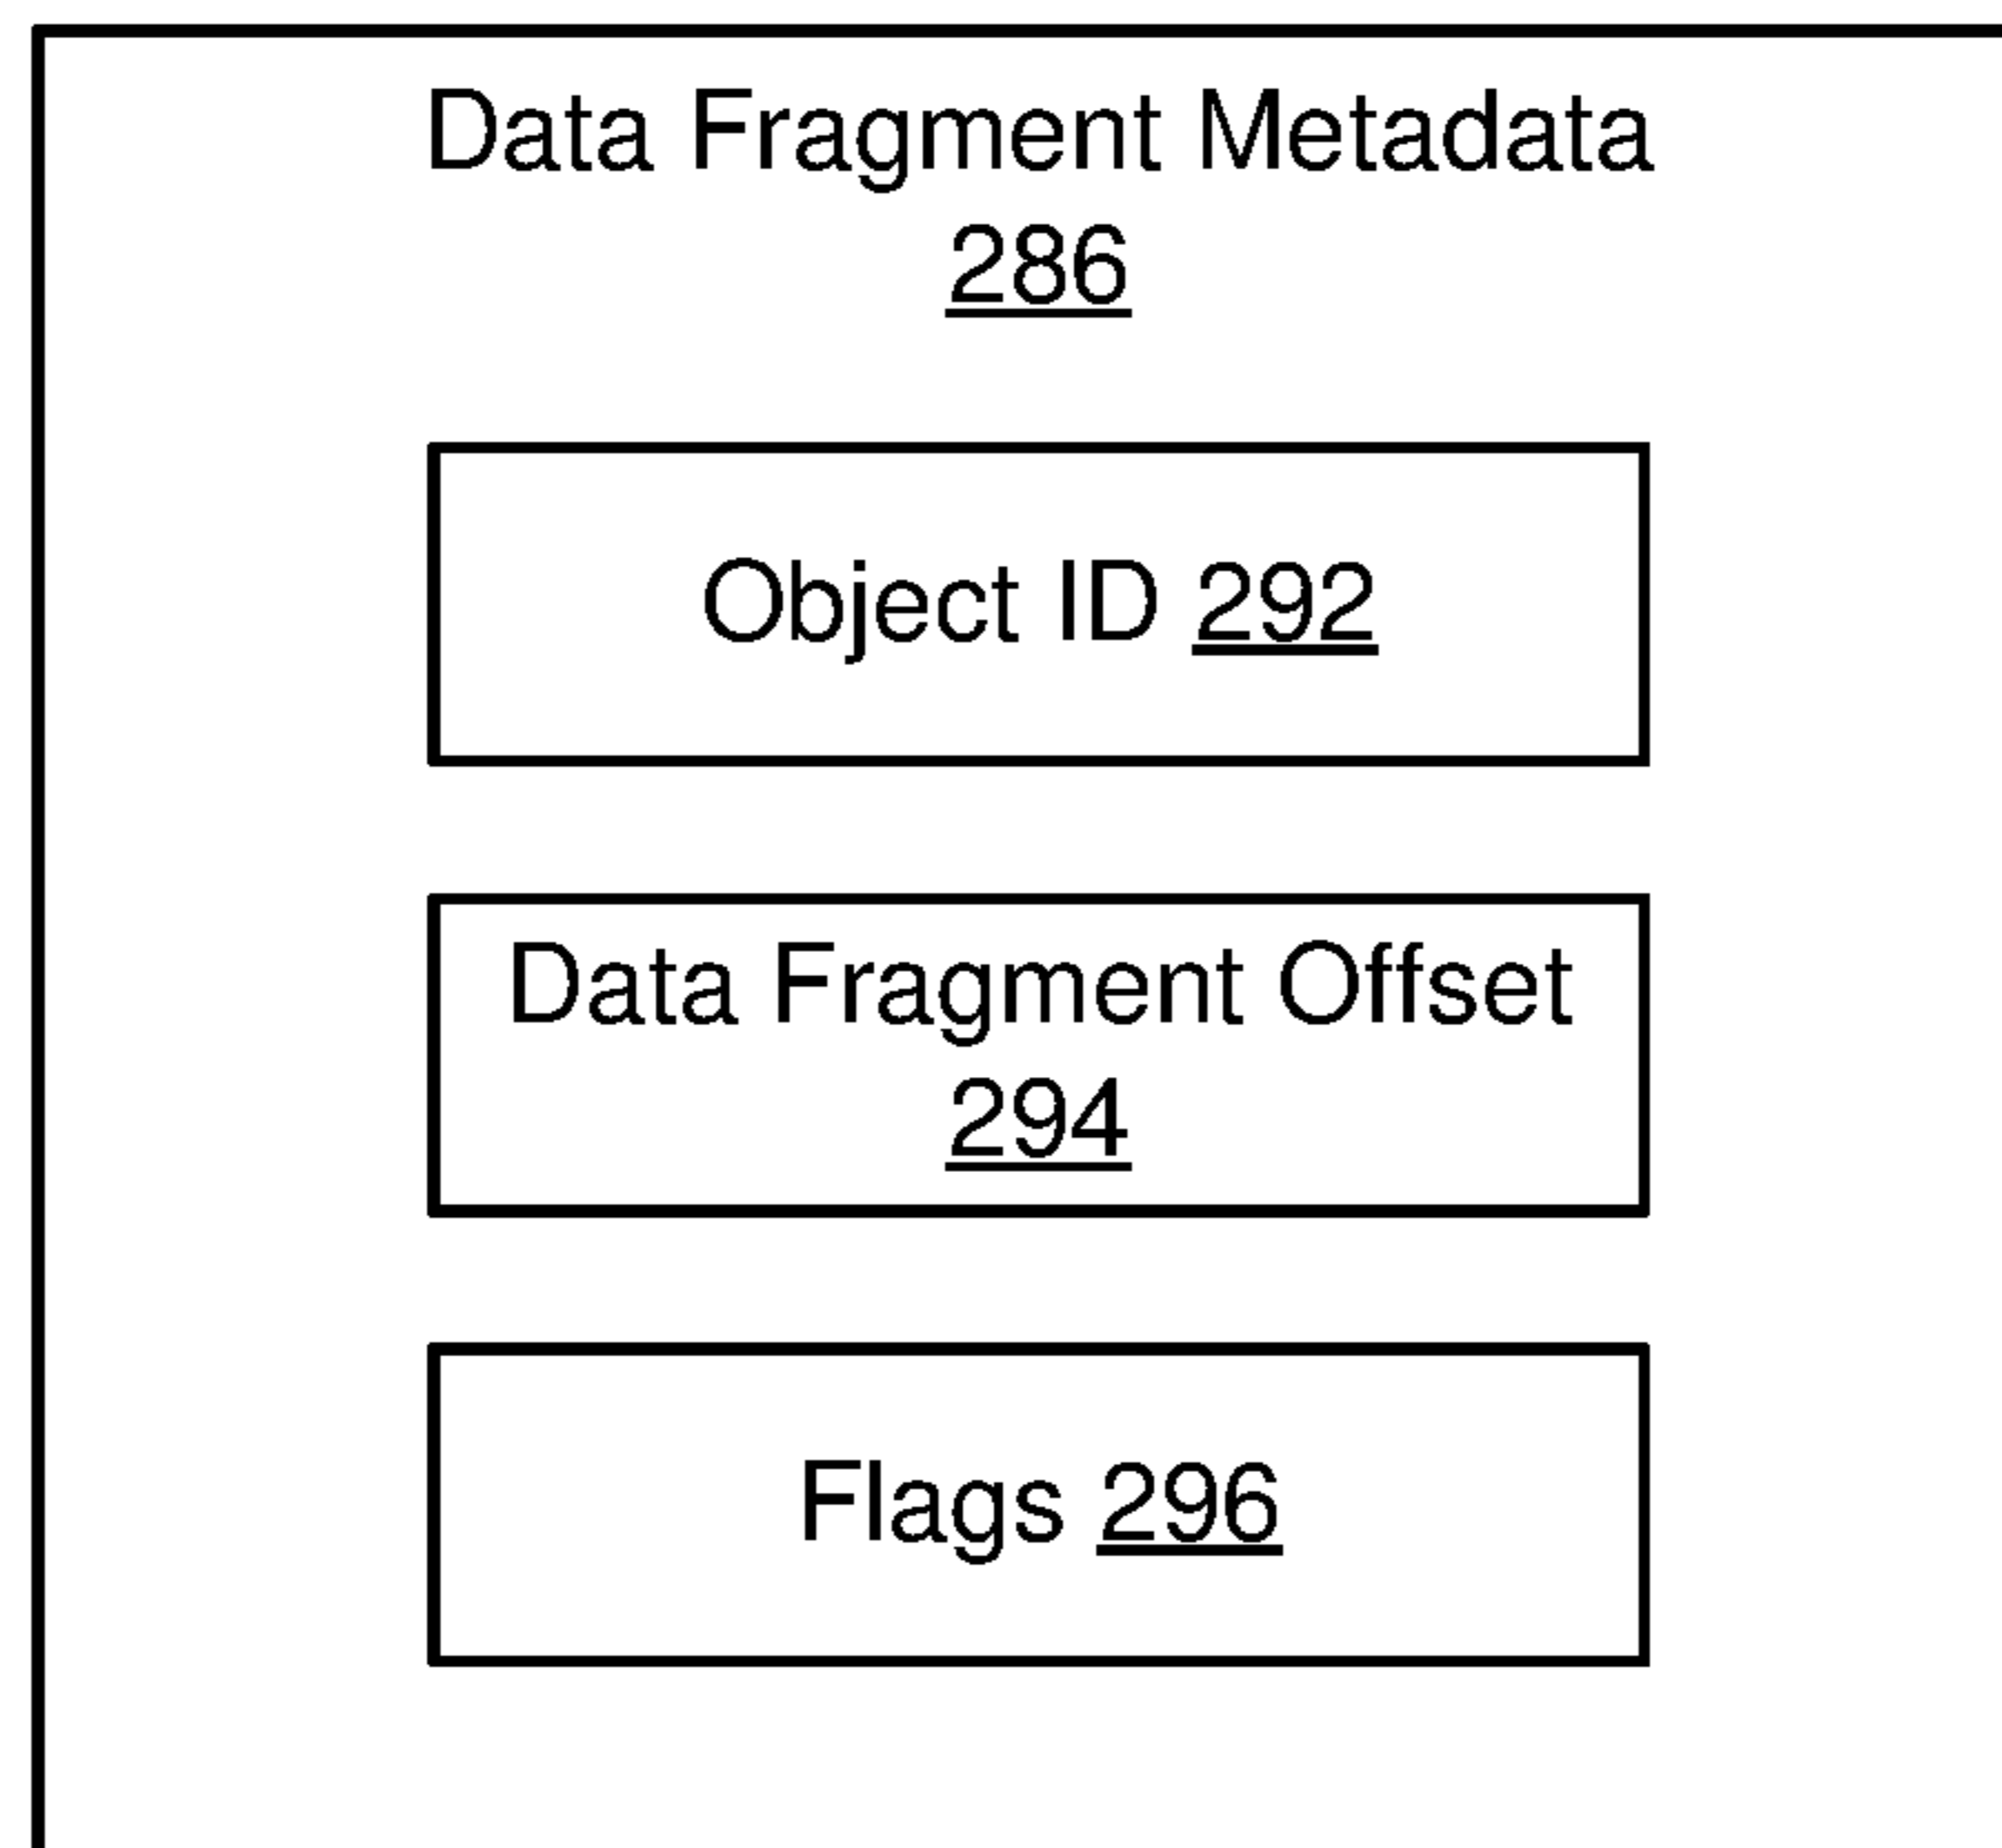 Data Fragment Metadata
286
Object ID 292
Data Fragment Offset
294
Flags 296